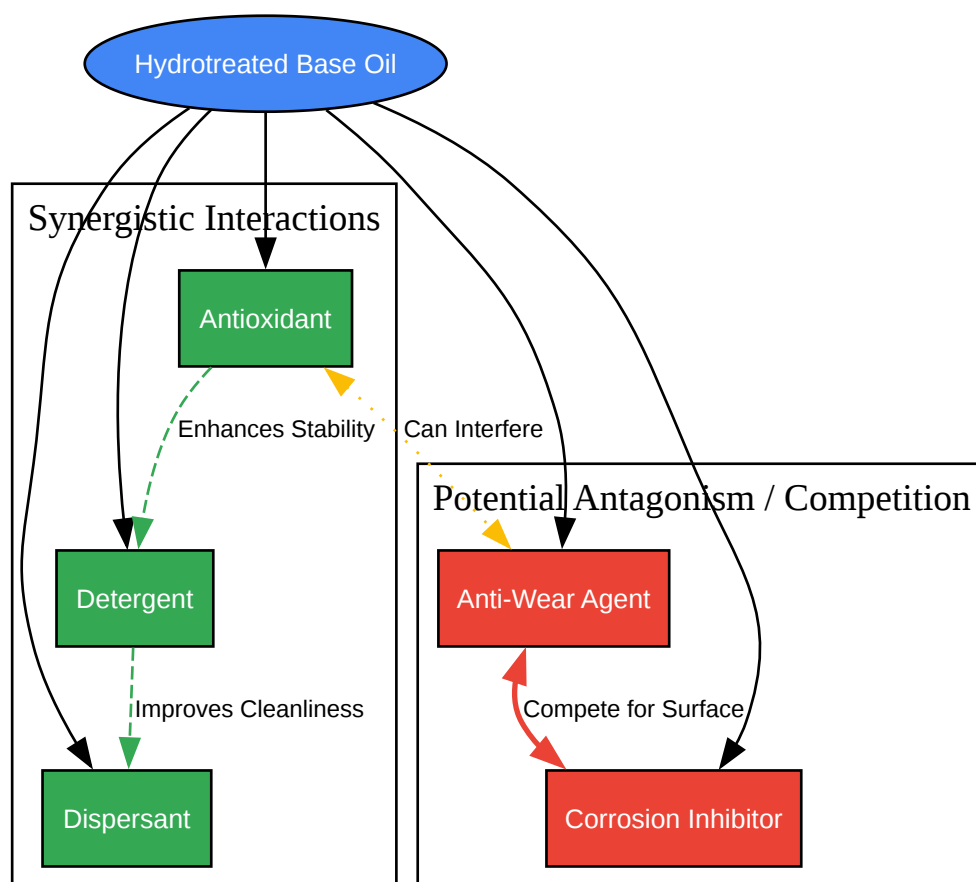 Hydrotreated Base Oil
Synergistic Interactions
Antioxidant
Enhances Stability
Can Interfere
Potential Antagonism / Competition
Detergent
Anti-Wear Agent
Improves Cleanliness
Compete for Surface
Dispersant
Corrosion Inhibitor